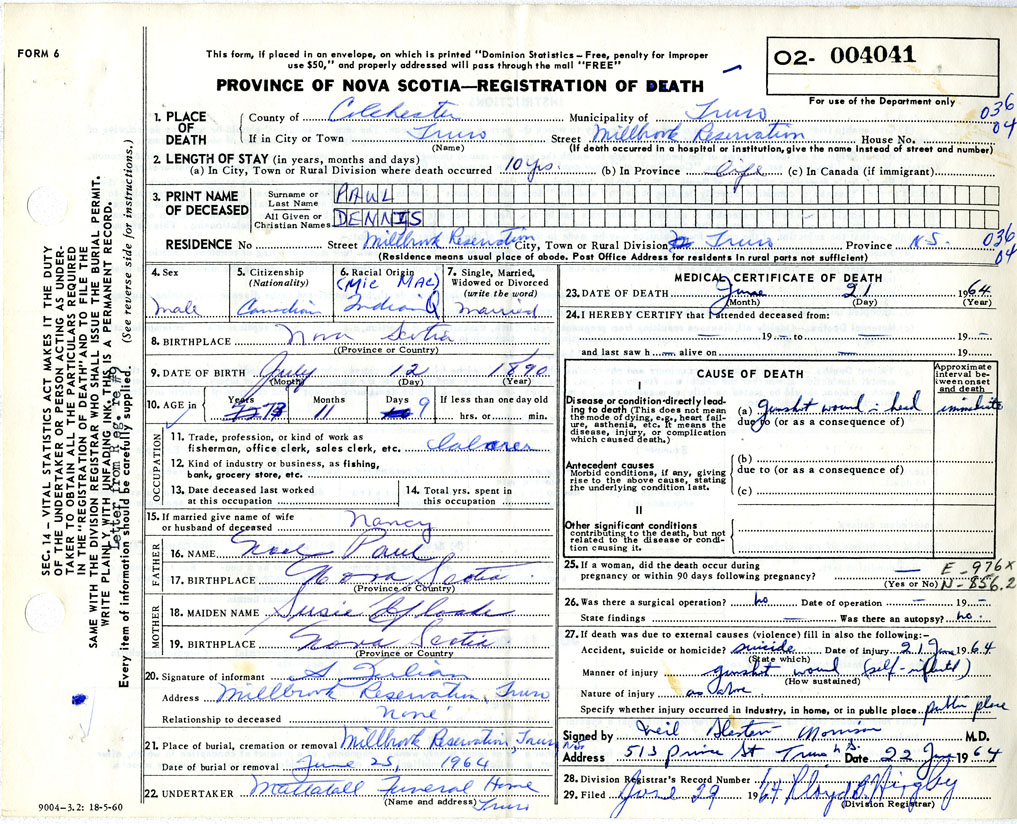 FORM 6
This form, if placed in an envelope, on which is printed "Dominion Statistics—Free, penalty for improper
use $50," and properly addressed will pass through the mail "FREE"
O2- 004041
PROVINCE OF NOVA SCOTIA—REGISTRATION OF DEATH
For use of the Department only
036
04
1. PLACE OF DEATH
County of Colchester Municipality of Truro
If in City or Town Truro Street Millbrook Reservation House No.
(Name) (If death occurred in a hospital or institution, give the name instead of street and number)
2. LENGTH OF STAY (in years, months and days)
(a) In City, Town or Rural Division where death occurred 10 yrs. (b) In Province life (c) In Canada (if immigrant)
3. PRINT NAME OF DECEASED
Surname or Last Name PAUL
All Given or Christian Names DENNIS
RESIDENCE No Street Millbrook Reservation City, Town or Rural Division Truro Province N.S. 036
04
(Residence means usual place of abode. Post Office Address for residents in rural parts not sufficient)
4. Sex
Male
5. Citizenship
(Nationality)
Canadian
6. Racial Origin
(MIC MAC)
Indian
7. Single, Married,
Widowed or Divorced
(write the word)
Married
8. BIRTHPLACE Nova Scotia
(Province or Country)
9. DATE OF BIRTH July 12 1890
(Month) (Day) (Year)
10. AGE in Years 73 Months 11 Days 9 If less than one day old
hrs. or min.
OCCUPATION
11. Trade, profession, or kind of work as
fisherman, office clerk, sales clerk, etc. Laborer
12. Kind of industry or business, as fishing,
bank, grocery store, etc.
13. Date deceased last worked
at this occupation
14. Total yrs. spent in
this occupation
15. If married give name of wife
or husband of deceased Nancy
FATHER
16. NAME Noel Paul
17. BIRTHPLACE Nova Scotia
(Province or Country)
MOTHER
18. MAIDEN NAME Susie
19. BIRTHPLACE Nova Scotia
(Province or Country)
20. Signature of informant
Address Millbrook Reservation, Truro
Relationship to deceased None
21. Place of burial, cremation or removal Millbrook Reservation, Truro
Date of burial or removal June 25, 1964
22. UNDERTAKER Mattatall Funeral Home
(Name and address) Truro
9004-3.2: 18-5-60
MEDICAL CERTIFICATE OF DEATH
23. DATE OF DEATH June 21 1964
(Month) (Day) (Year)
24. I HEREBY CERTIFY that I attended deceased from:
— 19 — to — 19 —
and last saw h — alive on — 19 —
CAUSE OF DEATH
Approximate
interval be-
tween onset
and death
I
Disease or condition directly lead-
ing to death (This does not mean
the mode of dying, e.g., heart fail-
ure, asthenia, etc. It means the
disease, injury, or complication
which caused death.)
(a) gunshot wound - head immediate
due to (or as a consequence of)
Antecedent causes
Morbid conditions, if any, giving
rise to the above cause, stating
the underlying condition last.
(b)
due to (or as a consequence of)
(c)
II
Other significant conditions
contributing to the death, but not
related to the disease or condi-
tion causing it.
25. If a woman, did the death occur during
pregnancy or within 90 days following pregnancy? —
(Yes or No)
E-976X
N-856.2
26. Was there a surgical operation? no Date of operation — 19 —
State findings — Was there an autopsy? no
27. If death was due to external causes (violence) fill in also the following:-
Accident, suicide or homicide? suicide Date of injury 21 June 1964
(State which)
Manner of injury gunshot wound (self-inflicted)
(How sustained)
Nature of injury as above
Specify whether injury occurred in industry, in home, or in public place public place
Signed by Neil Morrison M.D.
Address 513 Prince St Truro N.S. Date 22 June 1964
28. Division Registrar's Record Number
29. Filed June 29 1964 Lloyd
(Division Registrar)
SEC. 14 – VITAL STATISTICS ACT MAKES IT THE DUTY
OF THE UNDERTAKER OR PERSON ACTING AS UNDER-
TAKER TO OBTAIN ALL THE PARTICULARS REQUIRED
IN THE "REGISTRATION OF DEATH" AND TO FILE THE
SAME WITH THE DIVISION REGISTRAR WHO SHALL ISSUE THE BURIAL PERMIT.
WRITE PLAINLY WITH UNFADING INK. THIS IS A PERMANENT RECORD.
Letter from Reg. re #9
Every item of information should be carefully supplied. (See reverse side for instructions.)